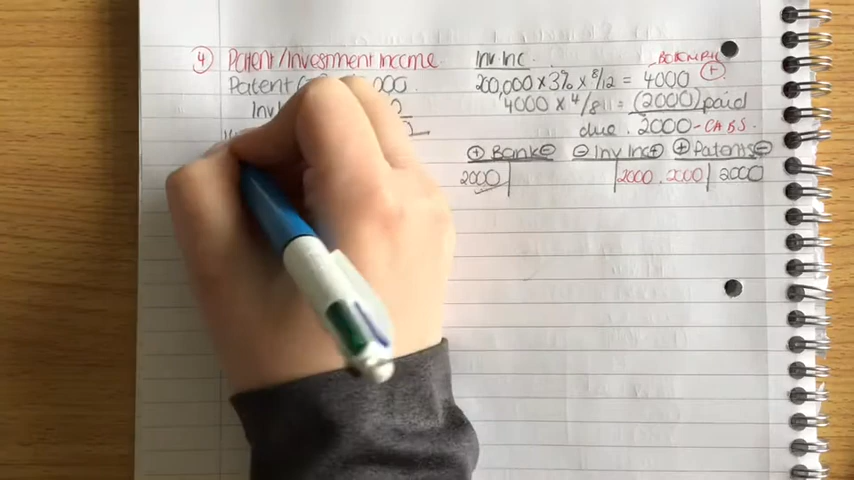 ④ Patent/Investment Income
Patent
Inv
Inv. Inc.
200,000 x 3% x 8/12 = 4000 +
4000 x 4/8 = (2000) paid
due. 2000 - CABS.
+ Bank - - Inv Inc + + Patents -
2000 2000 2000 2000